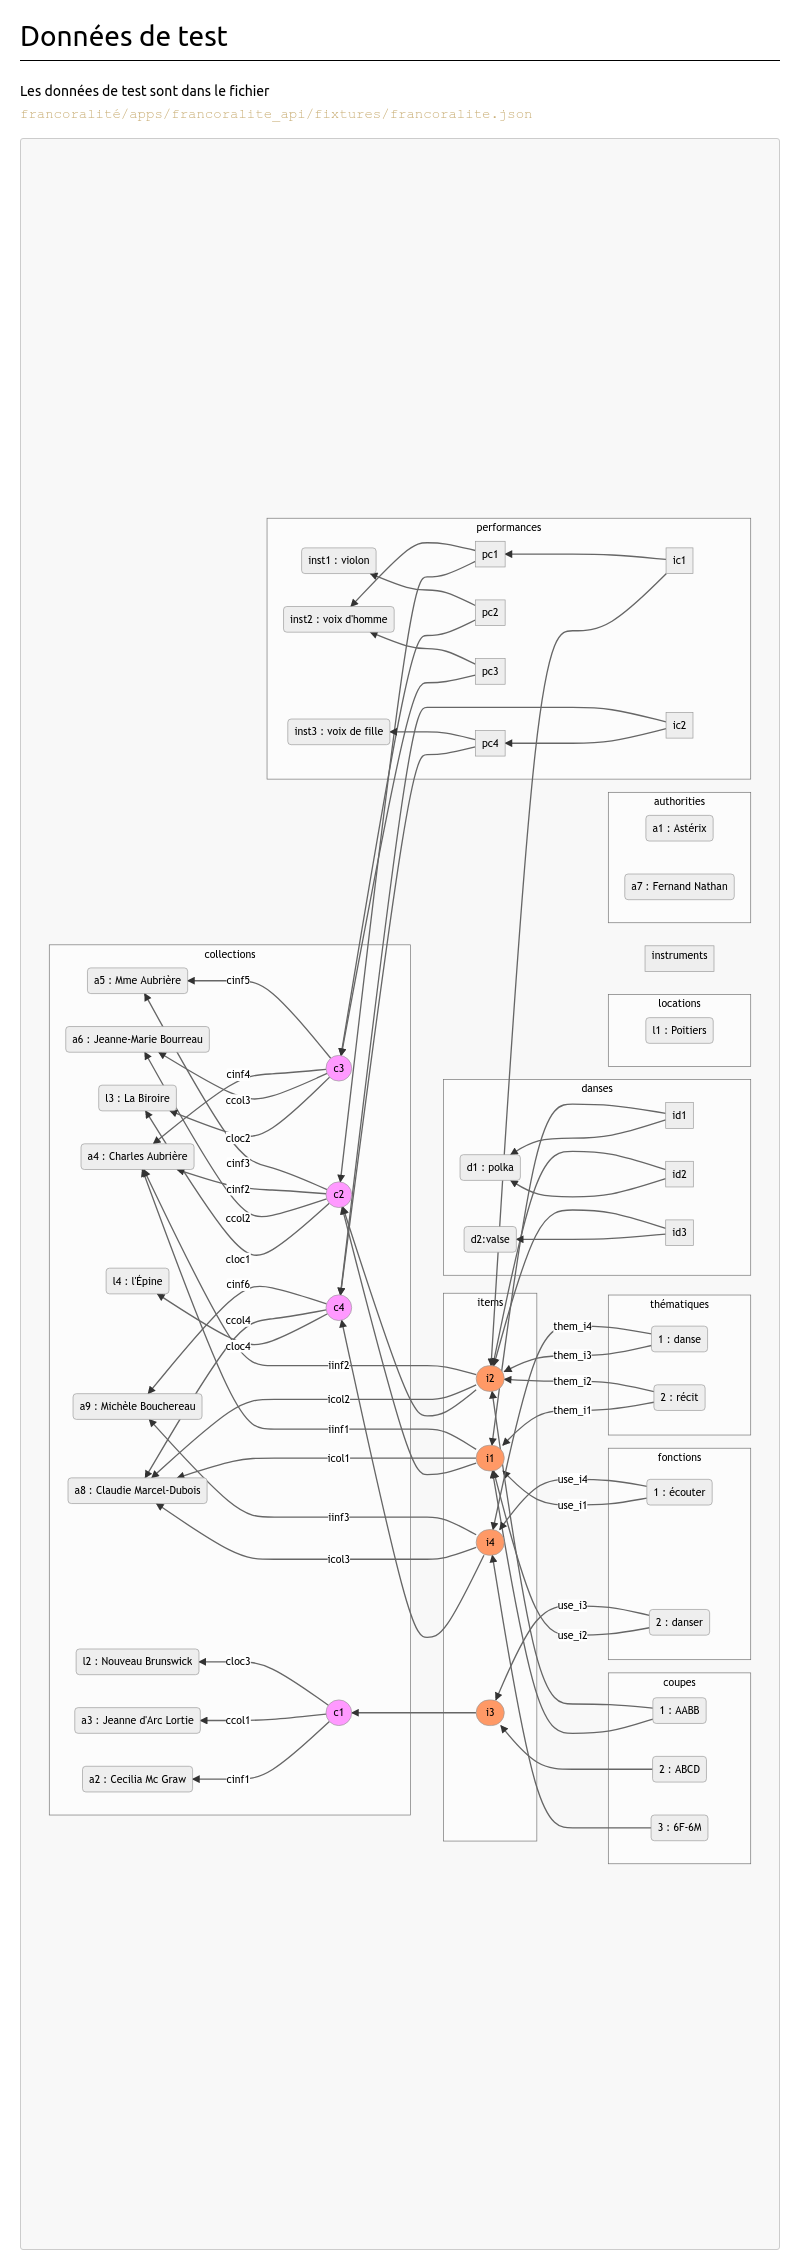 Données de test
Les données de test sont dans le fichier
francoralité/apps/francoralite_api/fixtures/francoralite.json
performances
inst1 : violon
pc1
ic1
inst2 : voix d'homme
pc2
pc3
inst3 : voix de fille
pc4
ic2
authorities
a1 : Astérix
a7 : Fernand Nathan
instruments
locations
l1 : Poitiers
collections
a5 : Mme Aubrière
cinf5
a6 : Jeanne-Marie Bourreau
c3
cinf4
ccol3
l3 : La Biroire
cloc2
a4 : Charles Aubrière
cinf3
cinf2
c2
ccol2
cloc1
l4 : l'Épine
cinf6
c4
ccol4
cloc4
iinf2
a9 : Michèle Bouchereau
icol2
iinf1
icol1
a8 : Claudie Marcel-Dubois
iinf3
icol3
l2 : Nouveau Brunswick
cloc3
a3 : Jeanne d'Arc Lortie
ccol1
c1
a2 : Cecilia Mc Graw
cinf1
danses
id1
d1 : polka
id2
d2:valse
id3
items
i2
i1
i4
i3
thématiques
them_i4
1 : danse
them_i3
them_i2
2 : récit
them_i1
fonctions
use_i4
1 : écouter
use_i1
use_i3
2 : danser
use_i2
coupes
1 : AABB
2 : ABCD
3 : 6F-6M